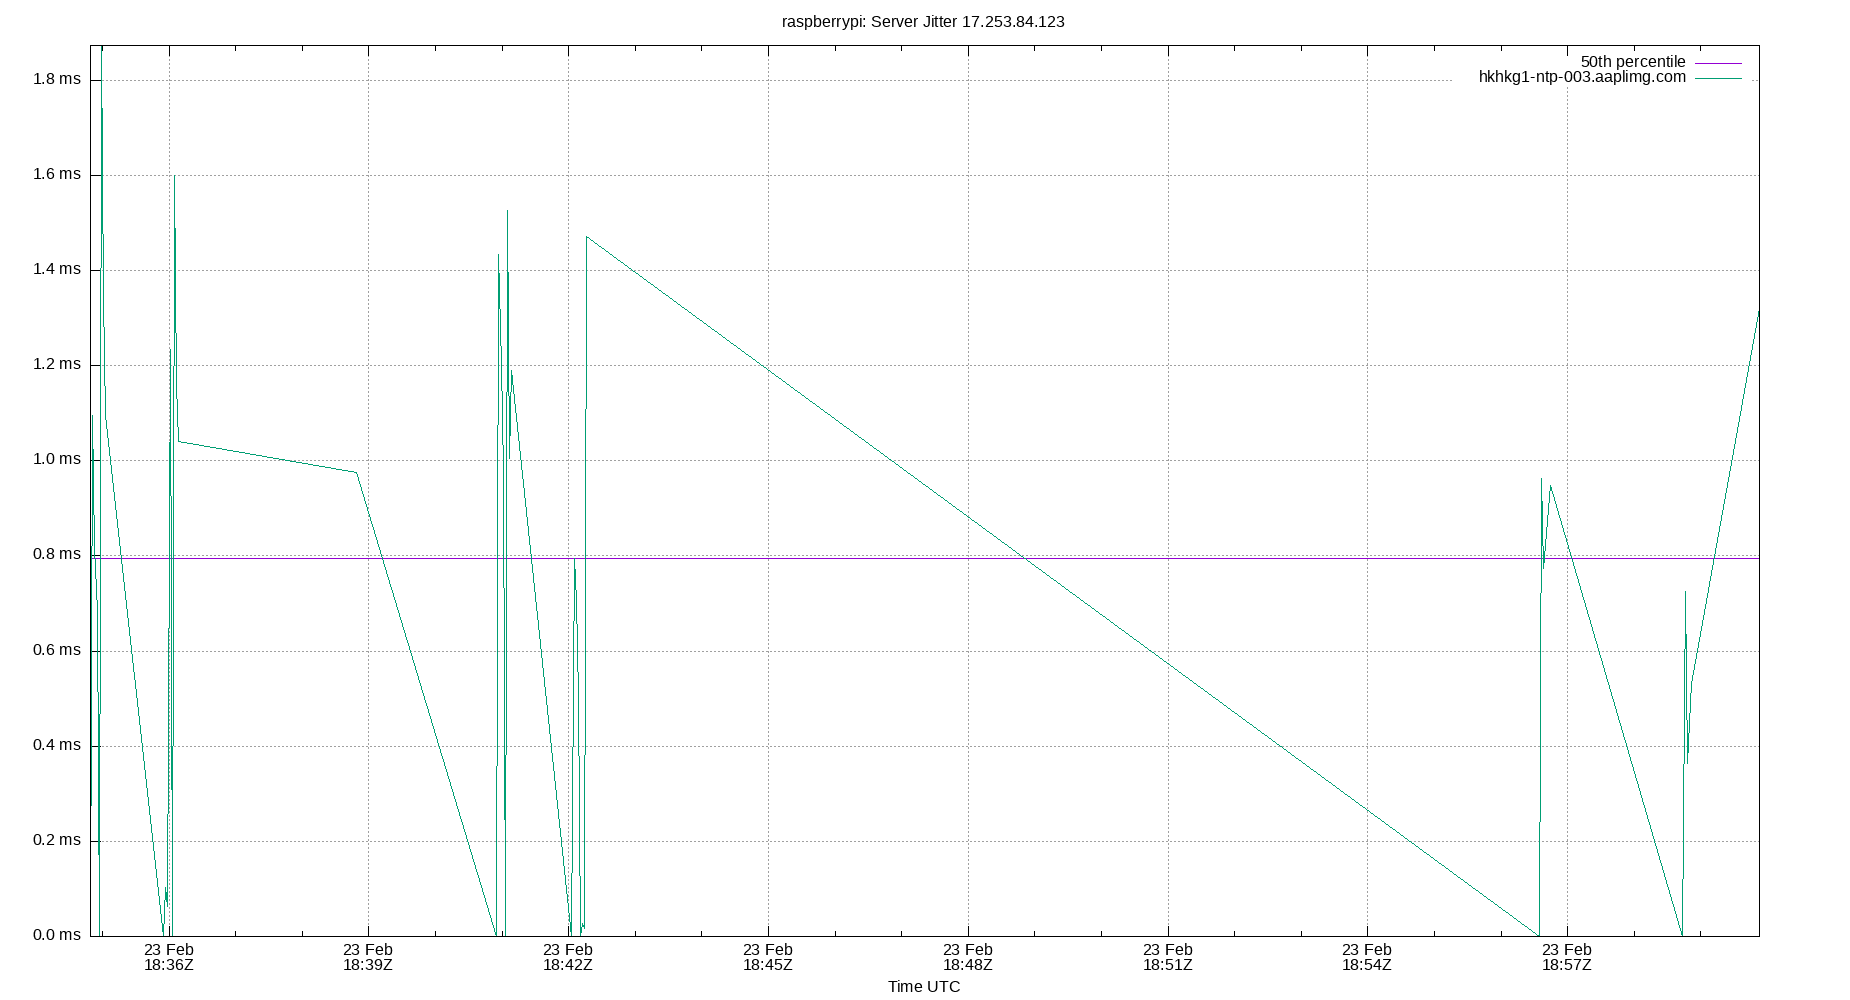 raspberrypi: Server Jitter 17.253.84.123
50th percentile
hkhkg1-ntp-003.aaplimg.com
1.8 ms
1.6 ms
1.4 ms
1.2 ms
1.0 ms
0.8 ms
0.6 ms
0.4 ms
0.2 ms
0.0 ms
23 Feb 23 Feb 23 Feb 23 Feb 23 Feb 23 Feb 23 Feb 23 Feb
18:36Z 18:39Z 18:42Z 18:45Z 18:48Z 18:51Z 18:54Z 18:57Z
Time UTC